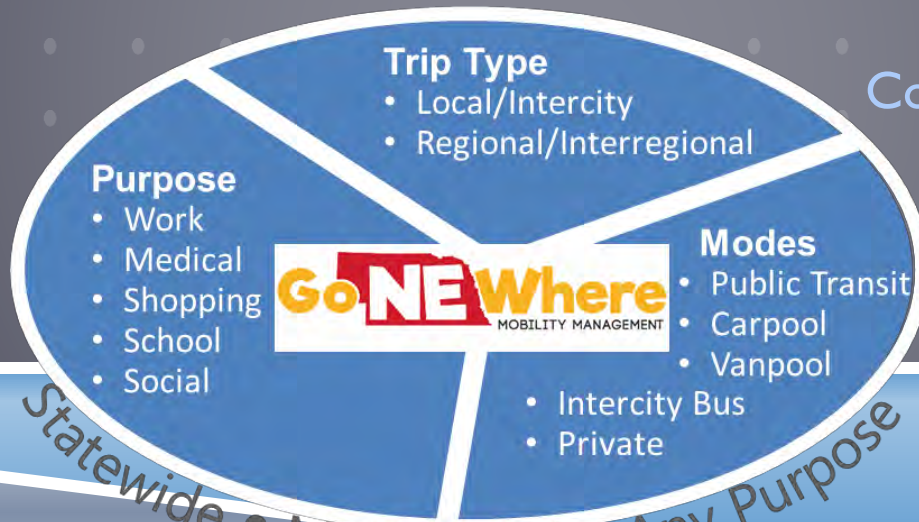 Trip Type
• Local/Intercity
• Regional/Interregional
Purpose
• Work
• Medical
• Shopping
• School
• Social
GoNEWhere
MOBILITY MANAGEMENT
Modes
• Public Transit
• Carpool
• Vanpool
• Intercity Bus
• Private
Statewide •
Any Purpose